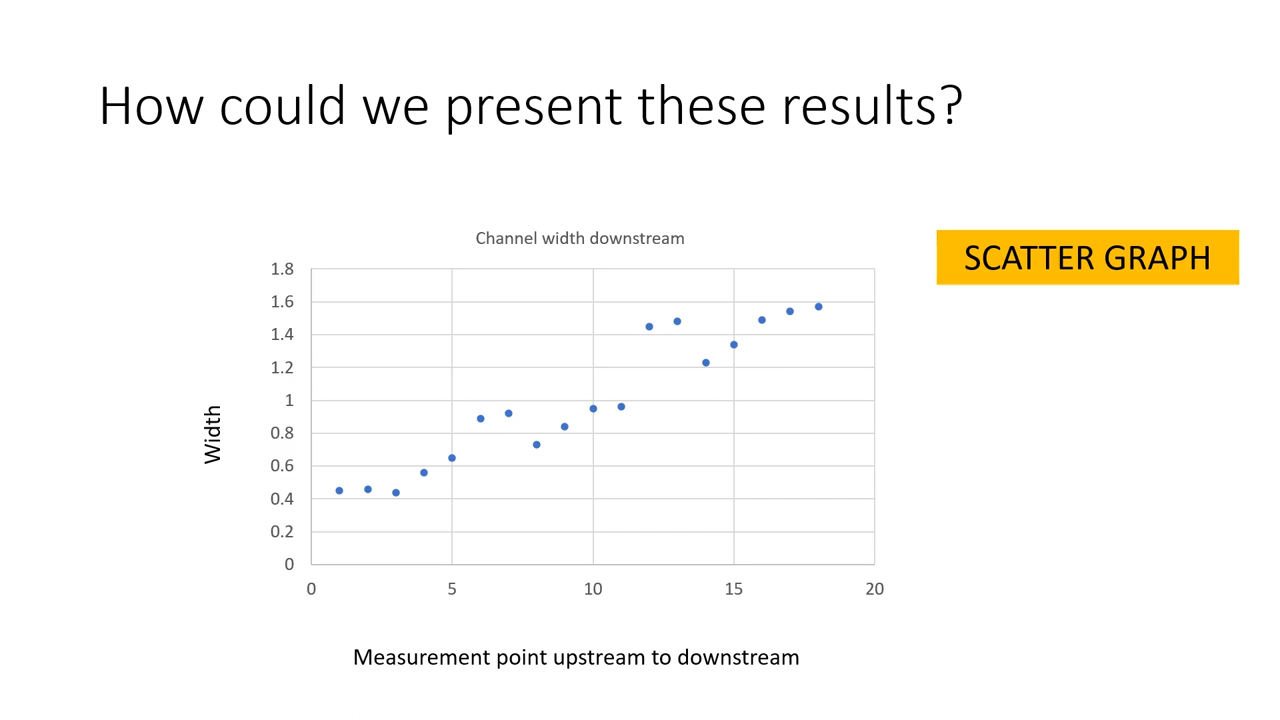 How could we present these results?
Channel width downstream
SCATTER GRAPH
1.8
1.6
1.4
1.2
1
0.8
0.6
0.4
0.2
0
Width
0 5 10 15 20
Measurement point upstream to downstream